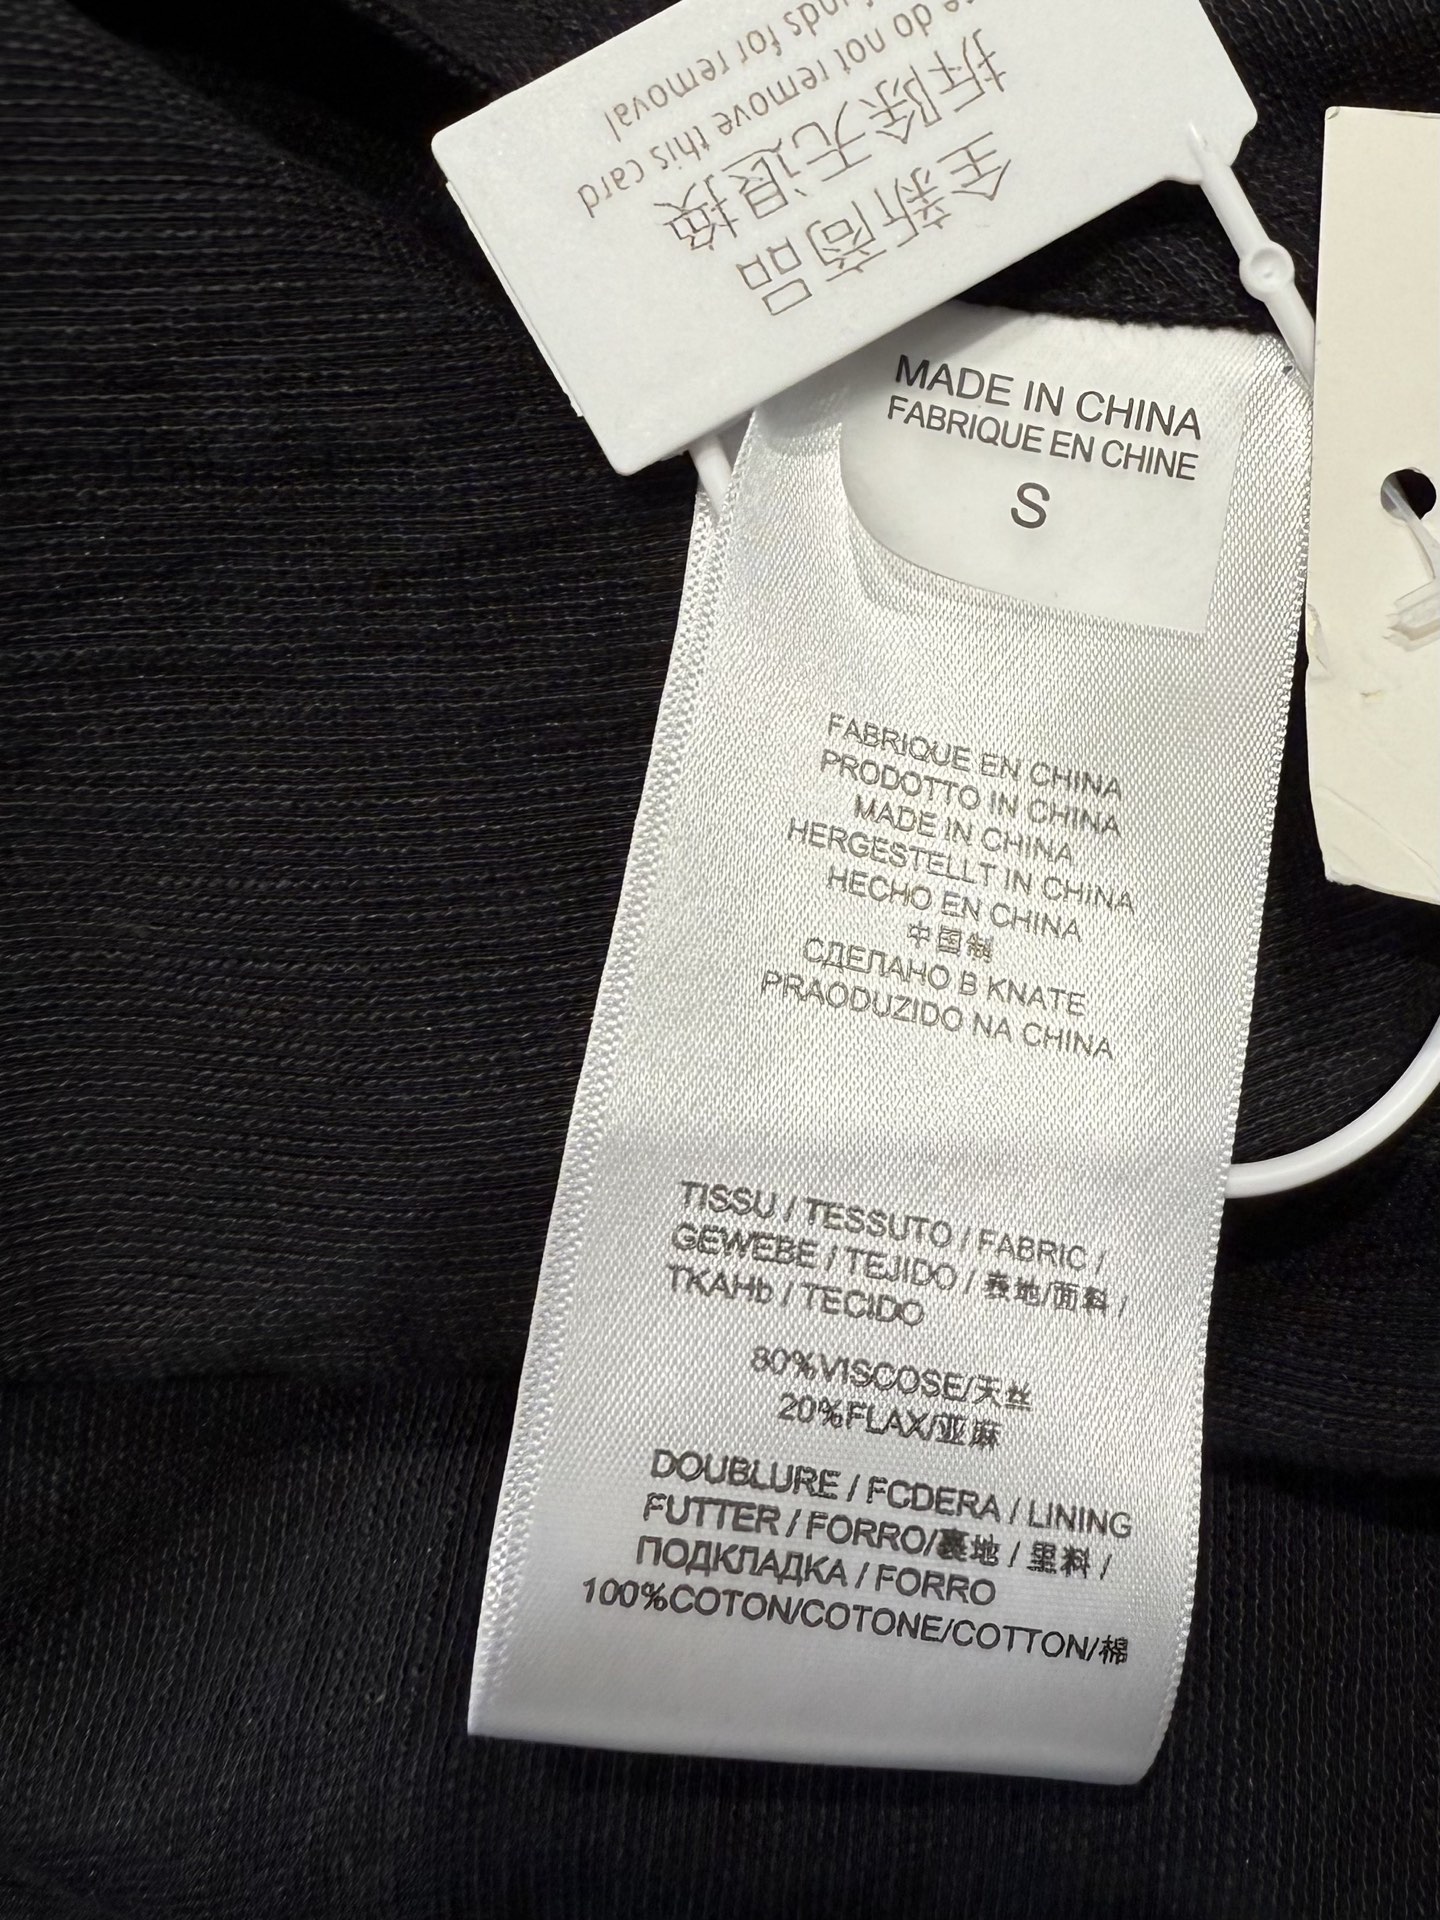 全新商品
拆除无退换
do not remove this card
for removal
MADE IN CHINA
FABRIQUE EN CHINE
S
FABRIQUE EN CHINA
PRODOTTO IN CHINA
MADE IN CHINA
HERGESTELLT IN CHINA
HECHO EN CHINA
中国制
СДЕЛАНО В KNATE
PRAODUZIDO NA CHINA
TISSU / TESSUTO / FABRIC /
GEWEBE / TEJIDO / 表地/面料 /
TKAHb / TECIDO
80%VISCOSE/天丝
20%FLAX/亚麻
DOUBLURE / FCDERA / LINING
FUTTER / FORRO/裏地 / 里料 /
ПОДКЛАДКА / FORRO
100%COTON/COTONE/COTTON/棉